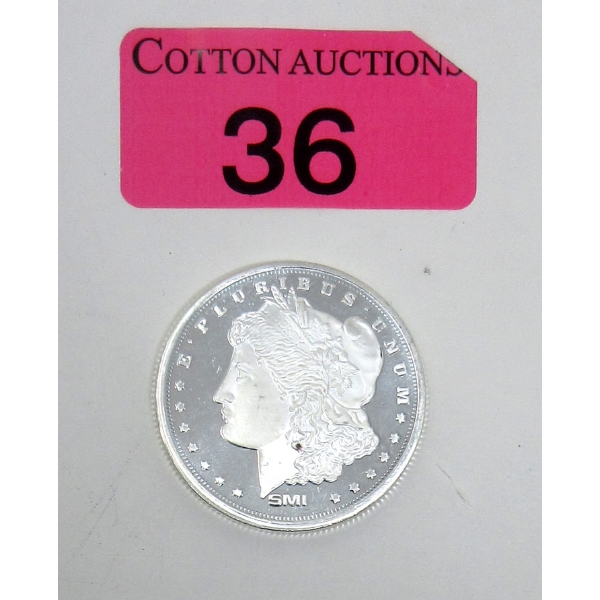 COTTON AUCTIONS
36
E · PLURIBUS · UNUM
SMI